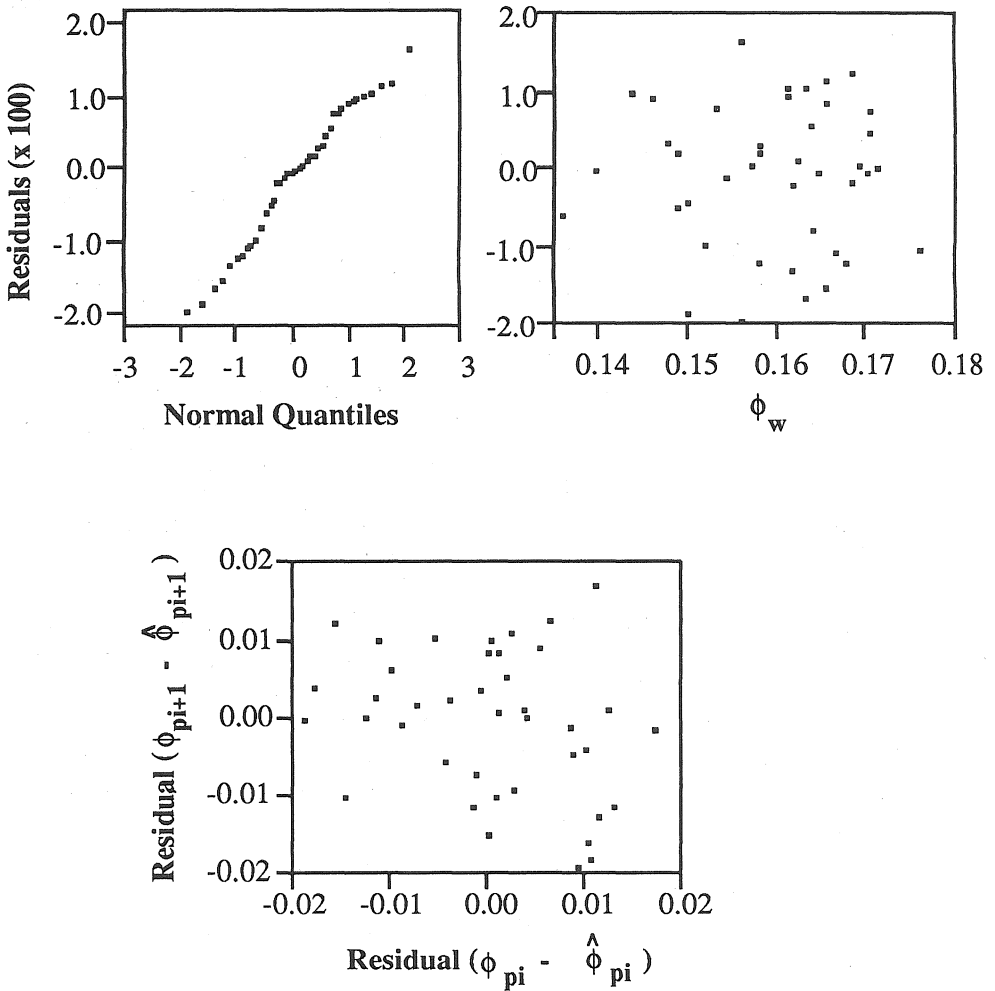 Residuals (x 100)
2.0
1.0
0.0
-1.0
-2.0
-3 -2 -1 0 1 2 3
Normal Quantiles
2.0
1.0
0.0
-1.0
-2.0
0.14 0.15 0.16 0.17 0.18
ϕw
Residual (ϕpi+1 - ϕ̂pi+1)
0.02
0.01
0.00
-0.01
-0.02
-0.02 -0.01 0.00 0.01 0.02
Residual (ϕpi - ϕ̂pi)